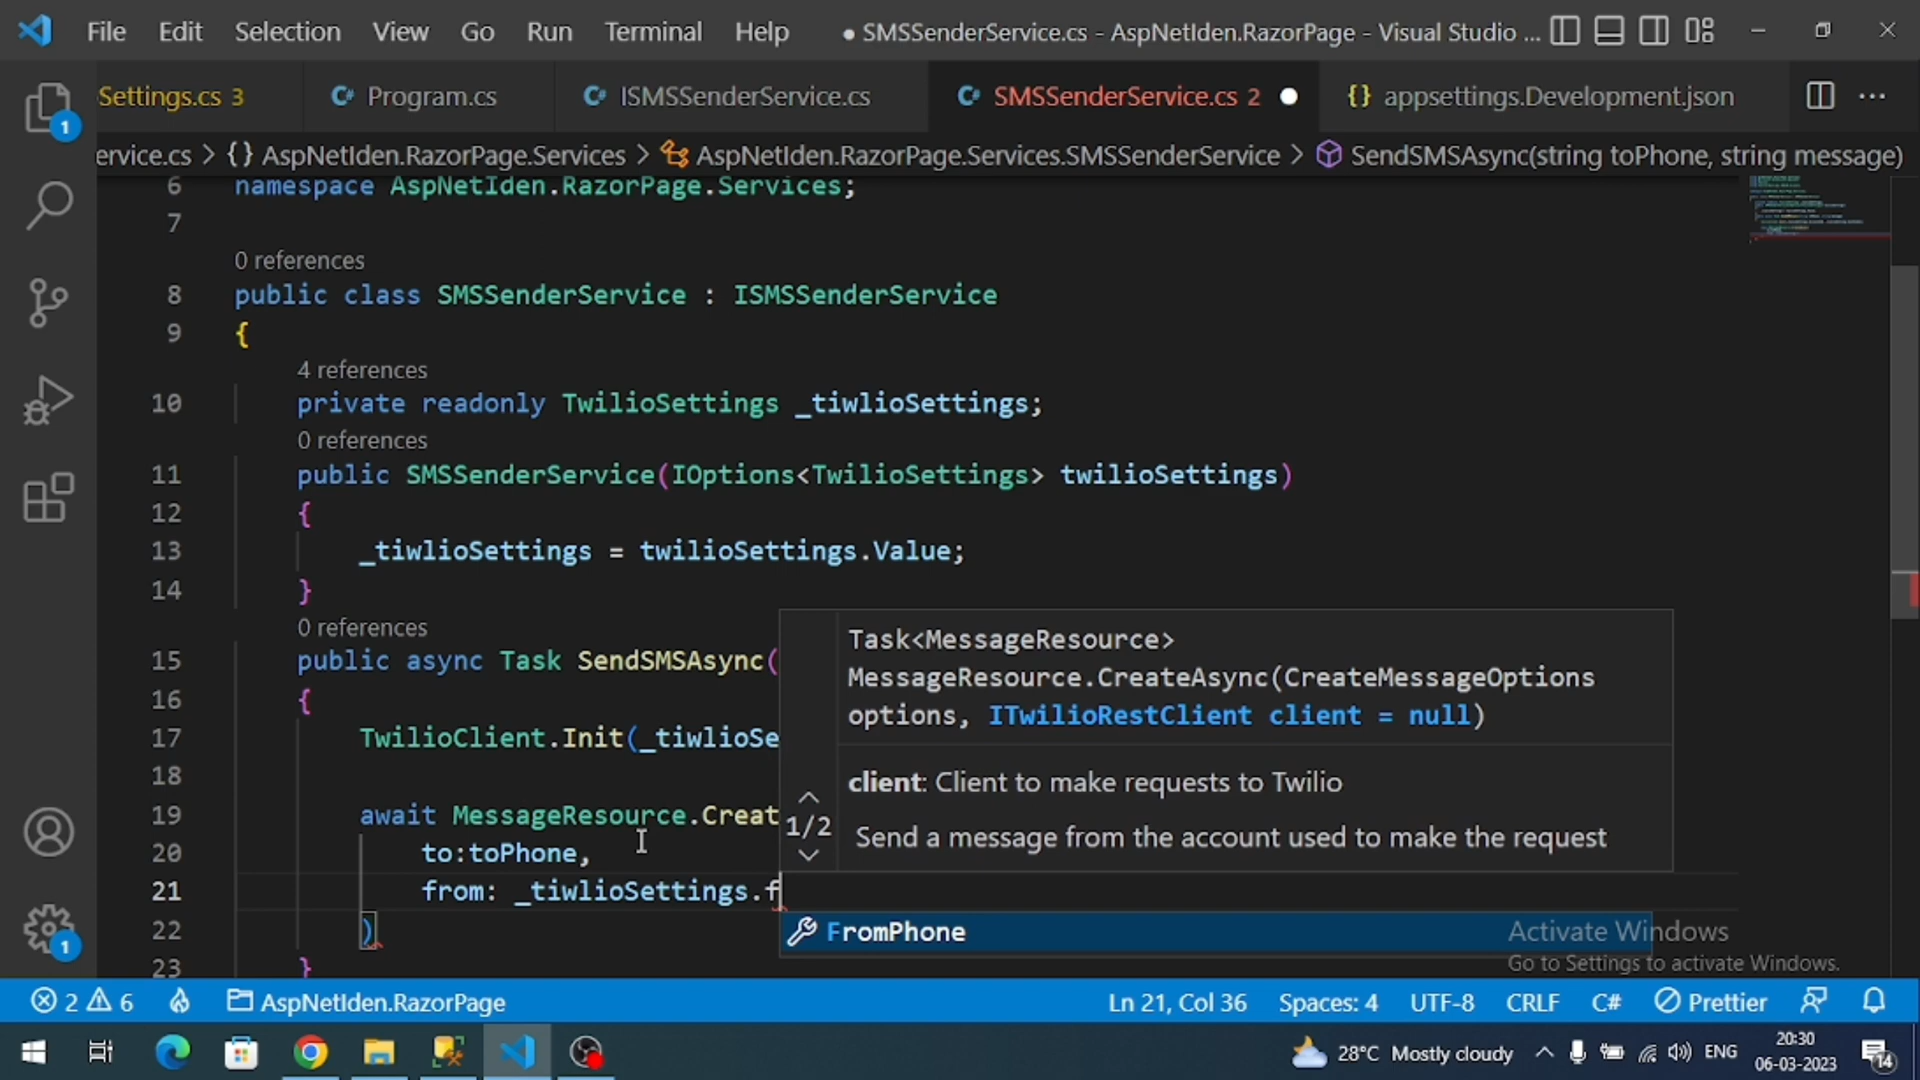 File Edit Selection View Go Run Terminal Help ● SMSSenderService.cs - AspNetIden.RazorPage - Visual Studio ...
Settings.cs 3 Program.cs ISMSSenderService.cs SMSSenderService.cs 2 {} appsettings.Development.json
ervice.cs > {} AspNetIden.RazorPage.Services > AspNetIden.RazorPage.Services.SMSSenderService > SendSMSAsync(string toPhone, string message)
6 namespace AspNetIden.RazorPage.Services;
7
0 references
8 public class SMSSenderService : ISMSSenderService
9 {
4 references
10 private readonly TwilioSettings _tiwlioSettings;
0 references
11 public SMSSenderService(IOptions<TwilioSettings> twilioSettings)
12 {
13 _tiwlioSettings = twilioSettings.Value;
14 }
0 references
15 public async Task SendSMSAsync(
16 {
17 TwilioClient.Init(_tiwlioSe
18
19 await MessageResource.Creat
20 to:toPhone,
21 from: _tiwlioSettings.f
22 )
23 }
Task<MessageResource>
MessageResource.CreateAsync(CreateMessageOptions
options, ITwilioRestClient client = null)
client: Client to make requests to Twilio
1/2
Send a message from the account used to make the request
FromPhone
Activate Windows
Go to Settings to activate Windows.
1
1
2 6 AspNetIden.RazorPage Ln 21, Col 36 Spaces: 4 UTF-8 CRLF C# Prettier
28°C Mostly cloudy ENG 20:30
06-03-2023 14